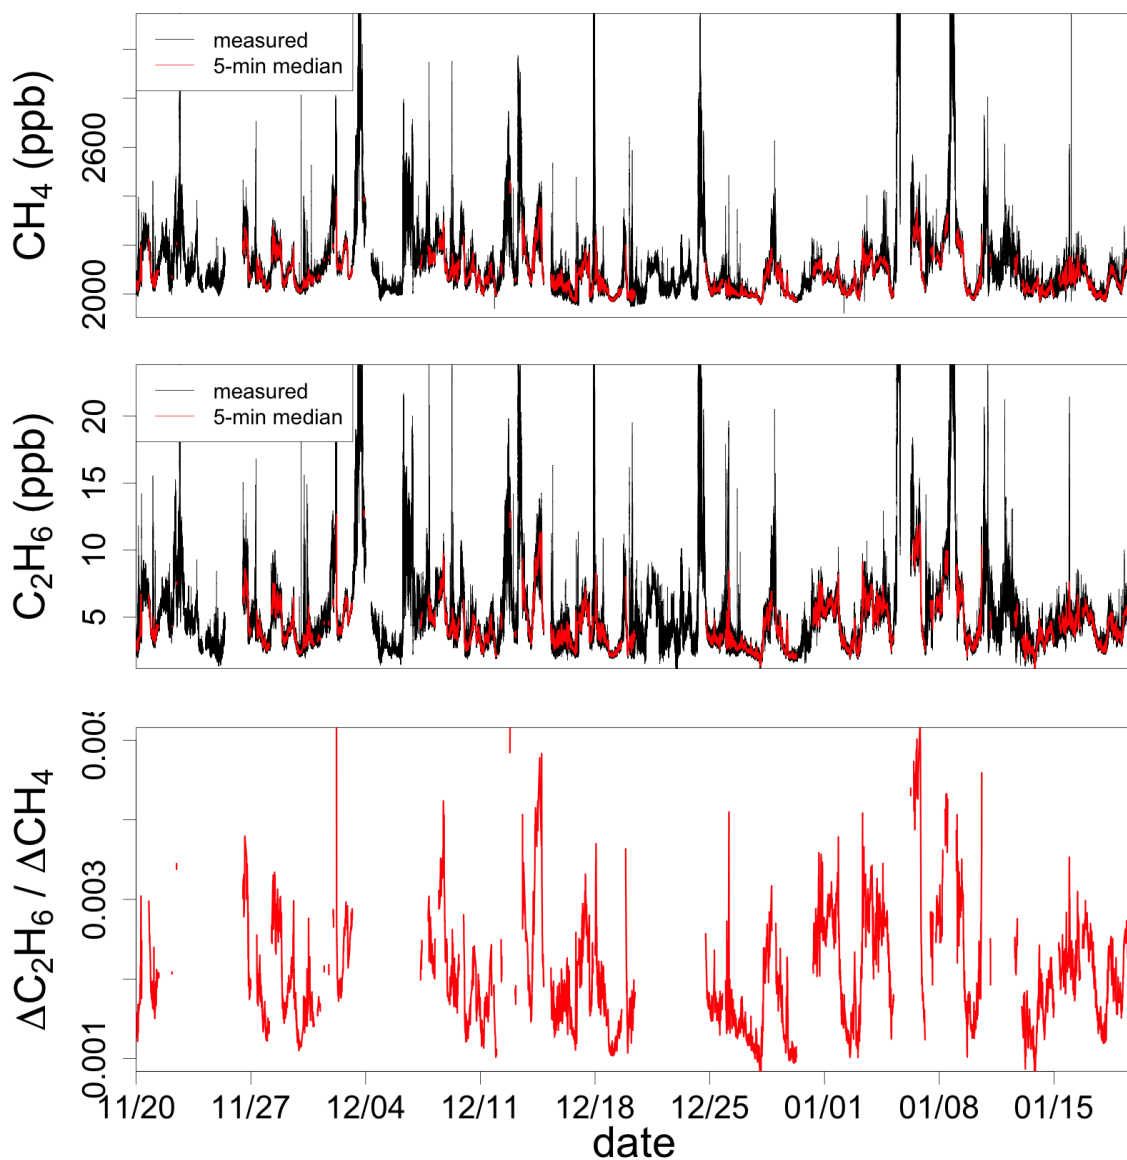 CH4 (ppb)
2000
2600
measured
5-min median
C2H6 (ppb)
5
10
15
20
measured
5-min median
ΔC2H6 / ΔCH4
0.001
0.003
11/20
11/27
12/04
12/11
12/18
12/25
01/01
01/08
01/15
date